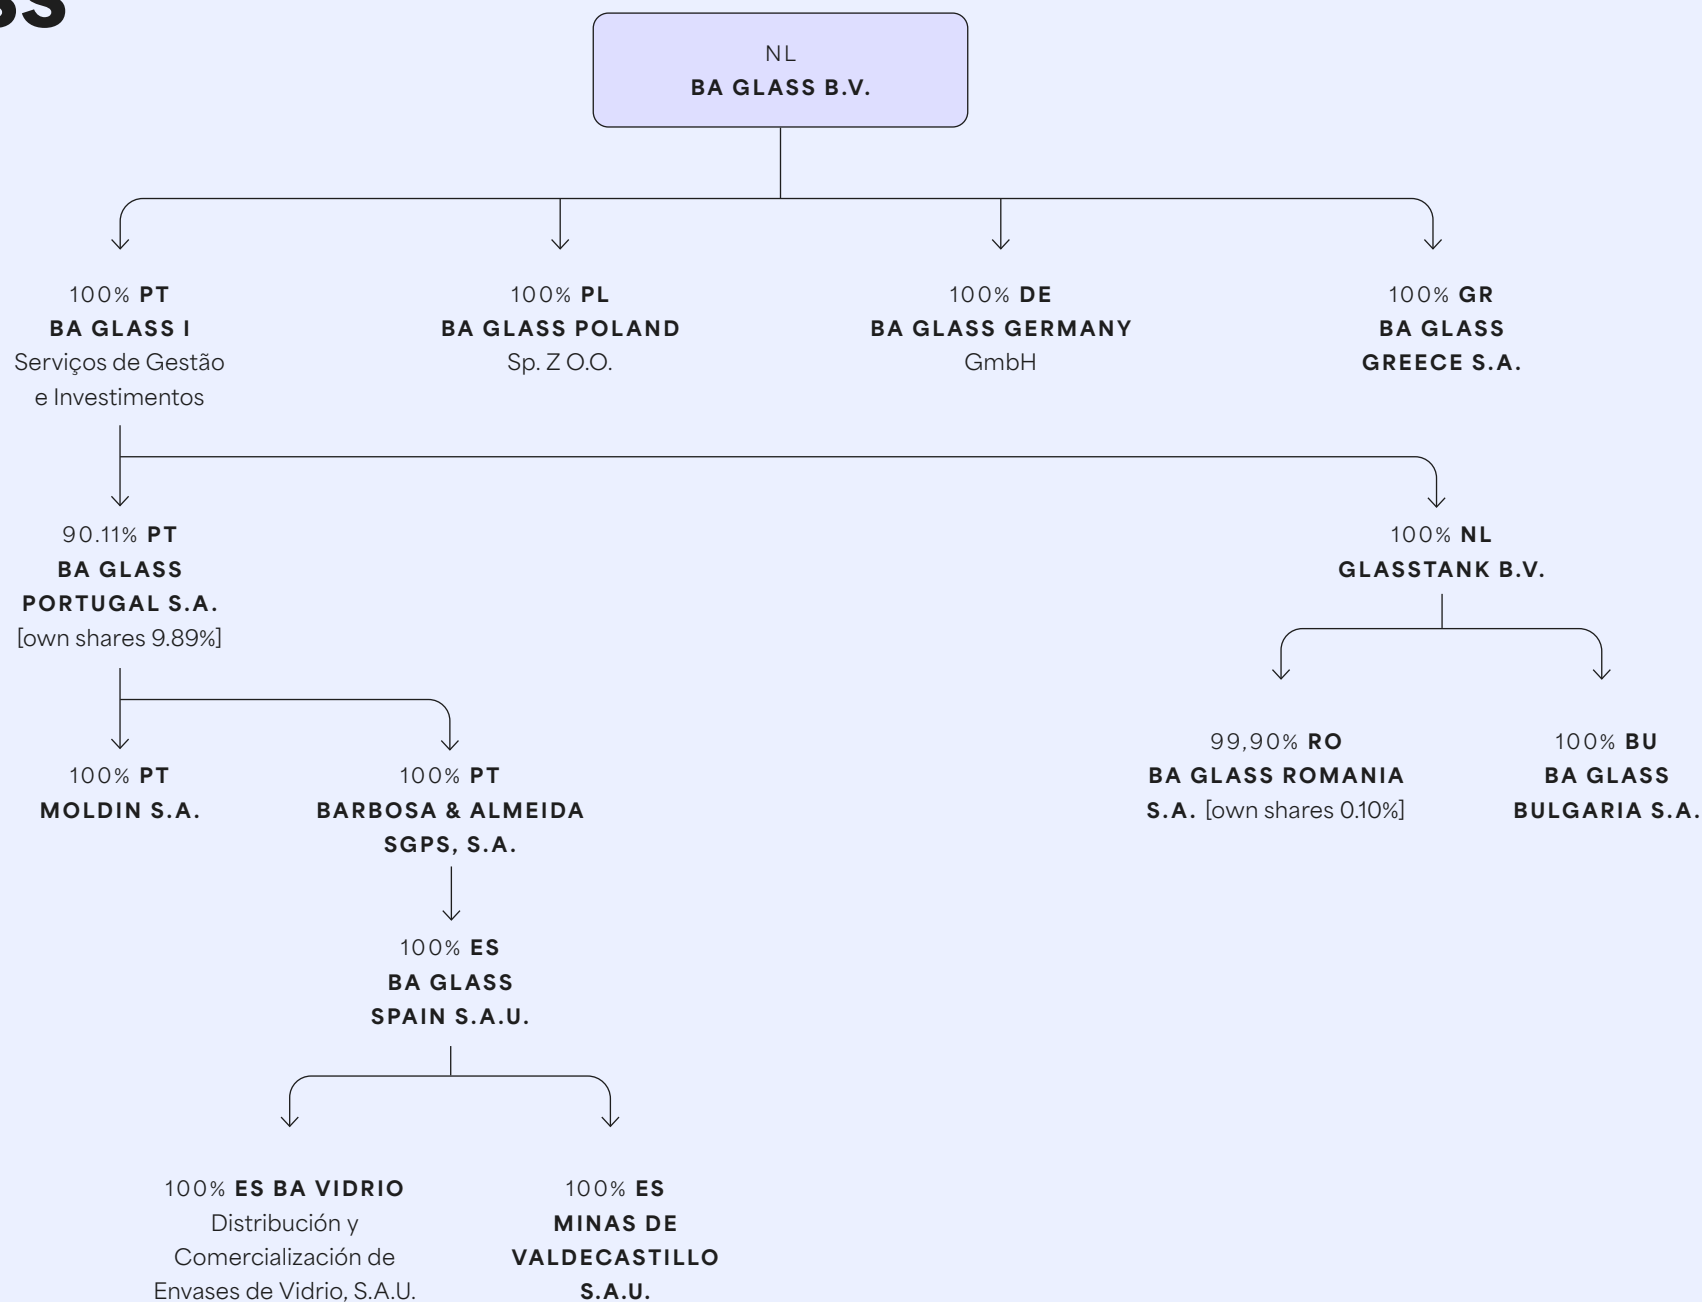 NL
BA GLASS B.V.
100% PT
BA GLASS I
Serviços de Gestão
e Investimentos
100% PL
BA GLASS POLAND
Sp. Z O.O.
100% DE
BA GLASS GERMANY
GmbH
100% GR
BA GLASS
GREECE S.A.
90.11% PT
BA GLASS
PORTUGAL S.A.
[own shares 9.89%]
100% NL
GLASSTANK B.V.
100% PT
MOLDIN S.A.
100% PT
BARBOSA & ALMEIDA
SGPS, S.A.
99,90% RO
BA GLASS ROMANIA
S.A. [own shares 0.10%]
100% BU
BA GLASS
BULGARIA S.A.
100% ES
BA GLASS
SPAIN S.A.U.
100% ES BA VIDRIO
Distribución y
Comercialización de
Envases de Vidrio, S.A.U.
100% ES
MINAS DE
VALDECASTILLO
S.A.U.